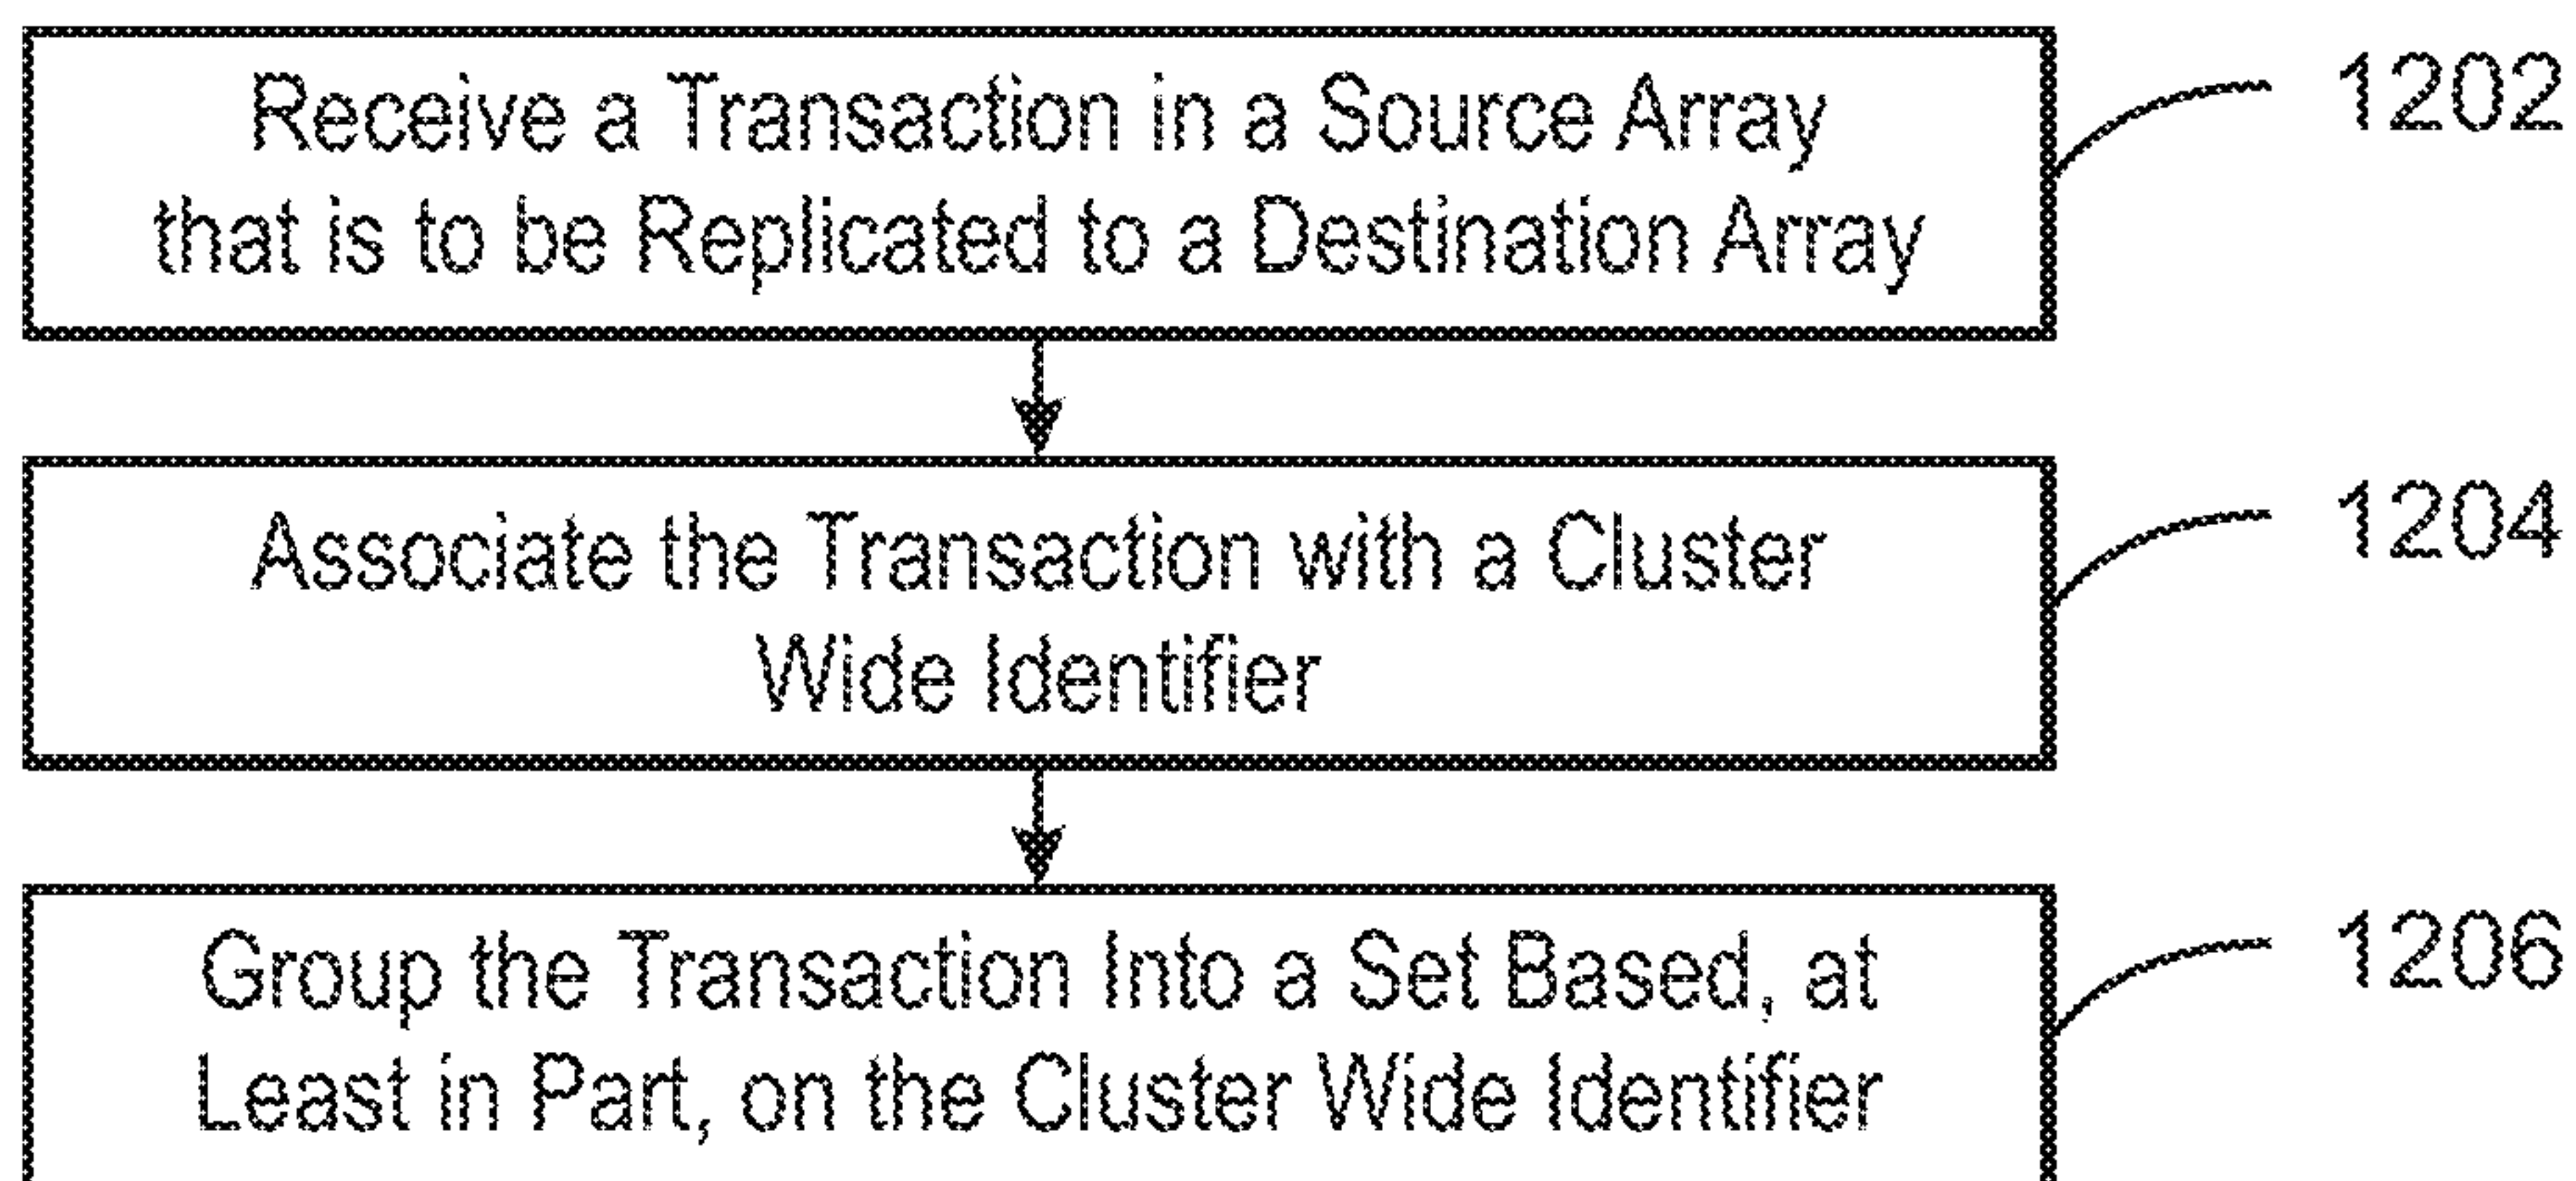 Receive a Transaction in a Source Array
that is to be Replicated to a Destination Array
1202
Associate the Transaction with a Cluster
Wide Identifier
1204
Group the Transaction Into a Set Based, at
Least in Part, on the Cluster Wide Identifier
1206